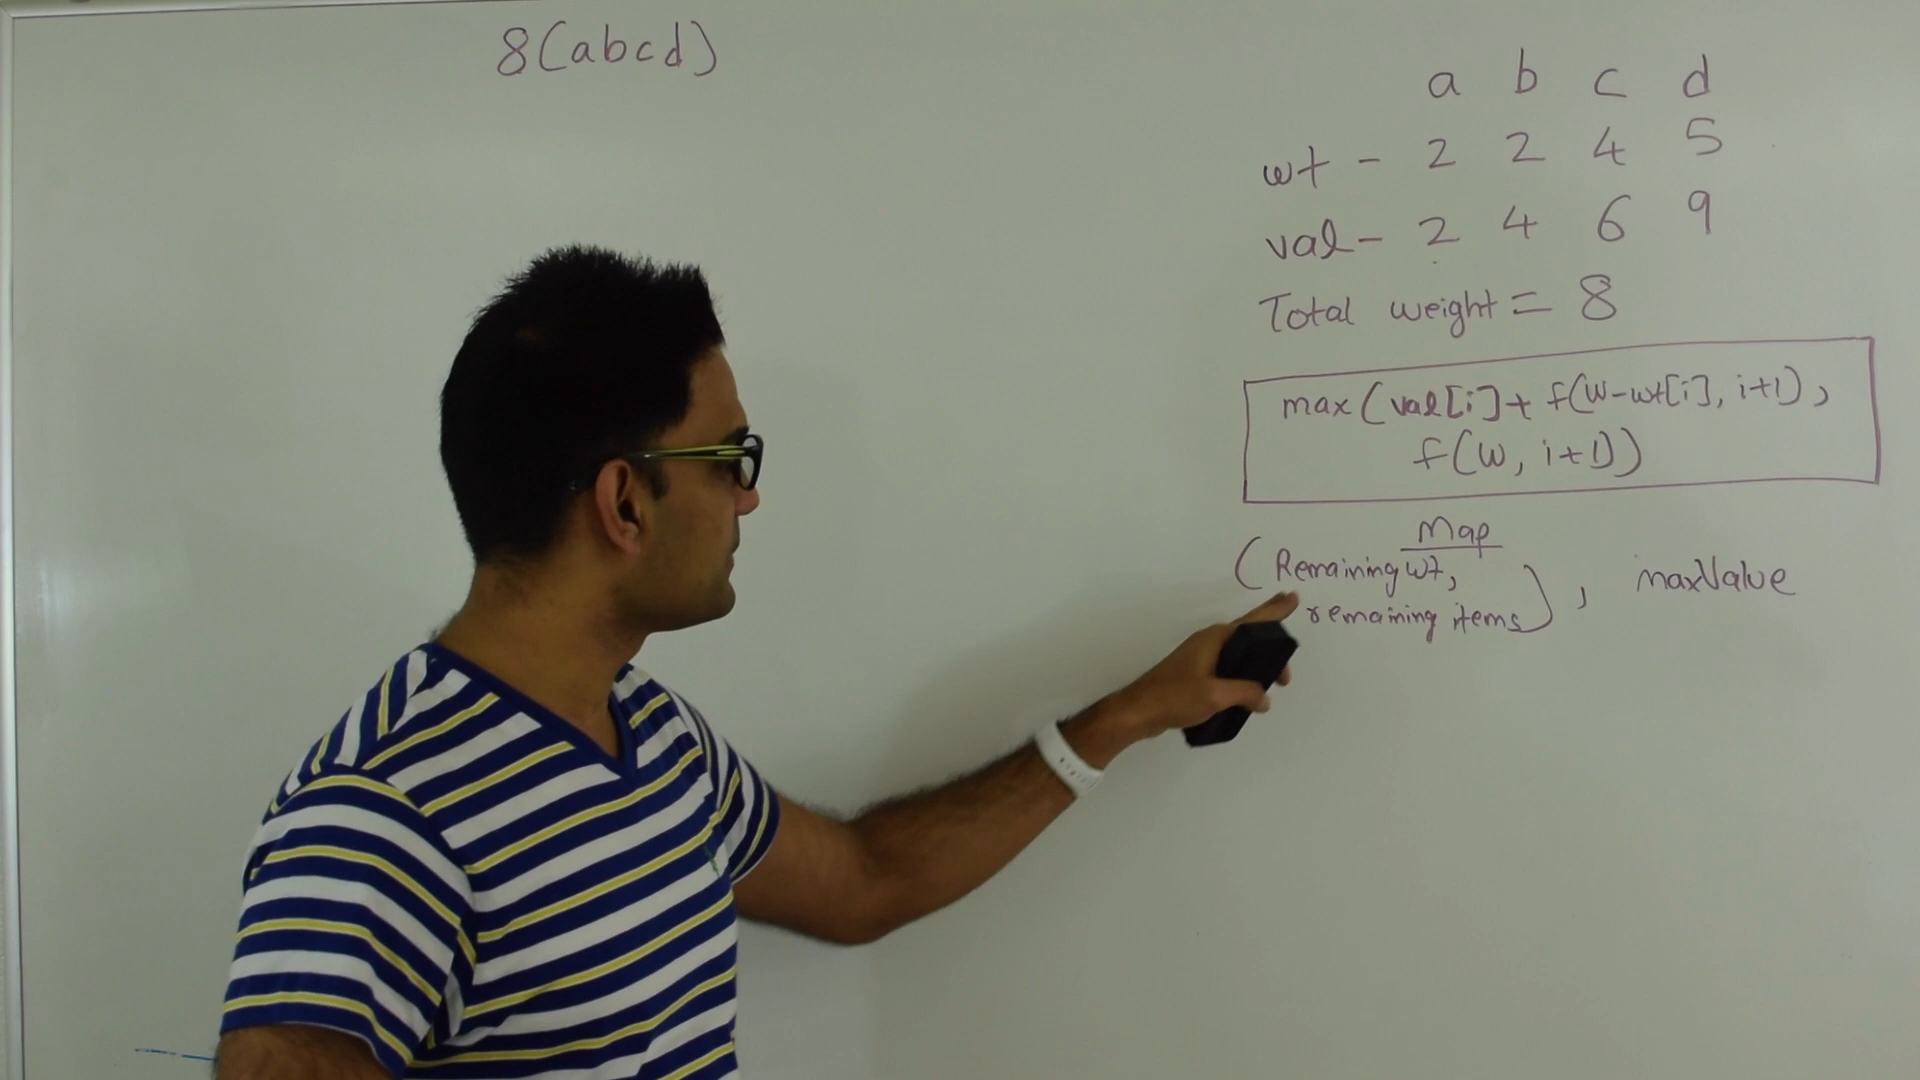 8(abcd)
a b c d
wt - 2 2 4 5
val - 2 4 6 9
Total weight = 8
max(val[i]+ f(W-wt[i], i+1),
f(W, i+1))
Map
(Remaining wt,
remaining items), maxValue